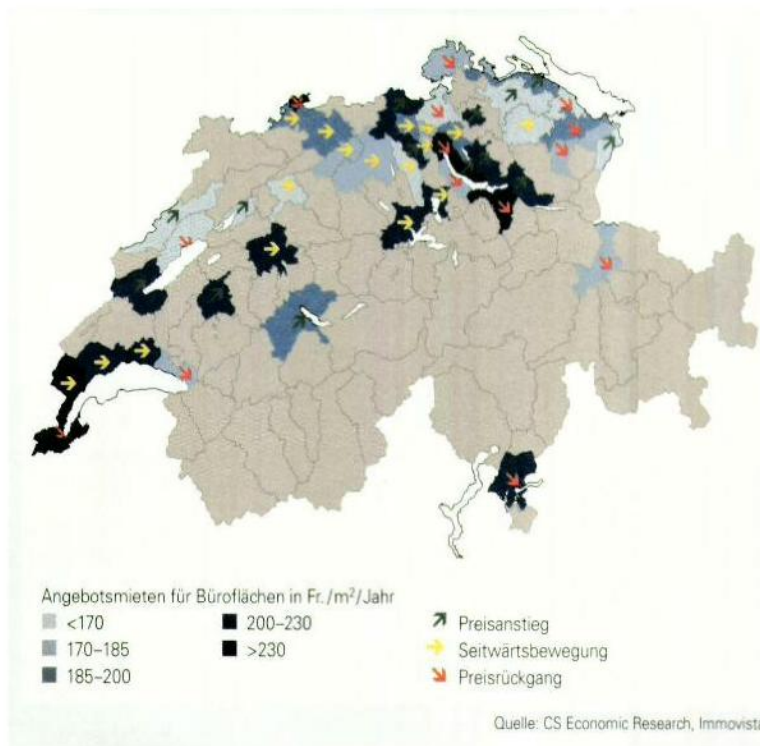 Angebotsmieten für Büroflächen in Fr./m²/Jahr
<170
170–185
185–200
200–230
>230
Preisanstieg
Seitwärtsbewegung
Preisrückgang
Quelle: CS Economic Research, Immovista